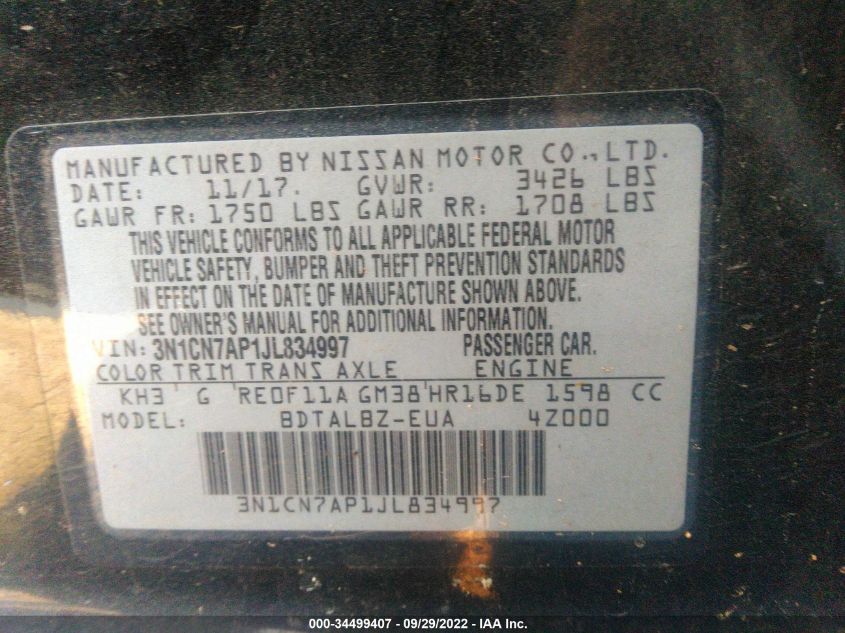 MANUFACTURED BY NISSAN MOTOR CO.,LTD.
DATE: 11/17. GVWR: 3426 LBS
GAWR FR: 1750 LBS GAWR RR: 1708 LBS
THIS VEHICLE CONFORMS TO ALL APPLICABLE FEDERAL MOTOR
VEHICLE SAFETY, BUMPER AND THEFT PREVENTION STANDARDS
IN EFFECT ON THE DATE OF MANUFACTURE SHOWN ABOVE.
SEE OWNER'S MANUAL FOR ADDITIONAL INFORMATION.
VIN: 3N1CN7AP1JL834997 PASSENGER CAR.
COLOR TRIM TRANS AXLE ENGINE
KH3 G RE0F11A GM38 HR16DE 1598 CC
MODEL: BDTALBZ-EUA 4Z000
3N1CN7AP1JL834997
000-34499407 - 09/29/2022 - IAA Inc.